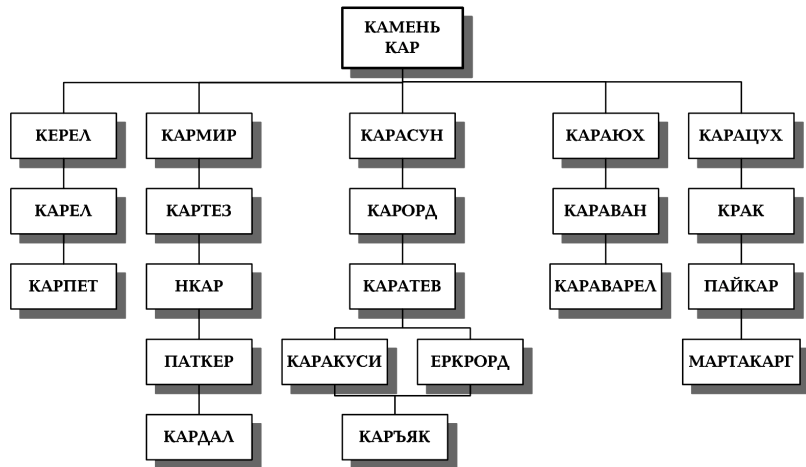 КАМЕНЬ
КАР
КЕРЕЛ
КАРМИР
КАРАСУН
КАРАЮХ
КАРАЦУХ
КАРЕЛ
КАРТЕЗ
КАРОРД
КАРАВАН
КРАК
КАРПЕТ
НКАР
КАРАТЕВ
КАРАВАРЕЛ
ПАЙКАР
ПАТКЕР
КАРАКУСИ
ЕРКРОРД
МАРТАКАРГ
КАРДАЛ
КАРЪЯК